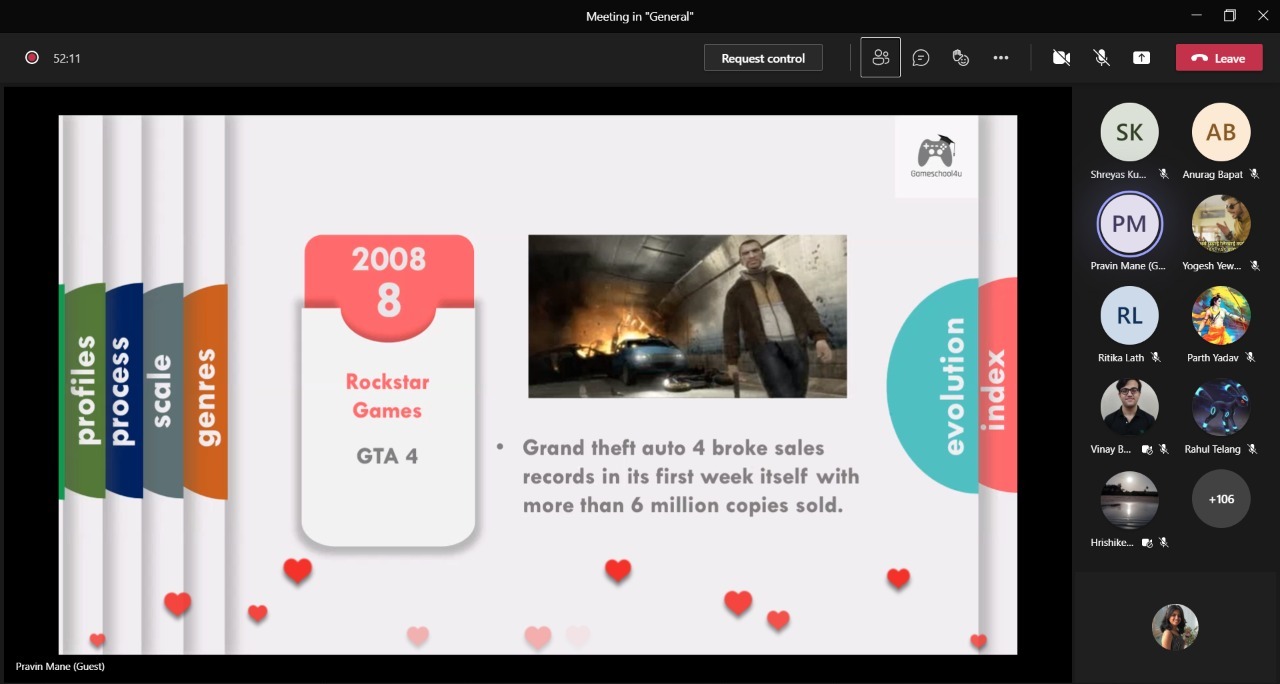 Meeting in "General"
52:11
Request control
Leave
Gameschool4u
2008
8
Rockstar
Games
GTA 4
• Grand theft auto 4 broke sales
records in its first week itself with
more than 6 million copies sold.
profiles
process
scale
genres
evolution
index
SK
AB
Shreyas Ku...
Anurag Bapat
PM
Pravin Mane (G...
Yogesh Yew...
RL
Ritika Lath
Parth Yadav
Vinay B...
Rahul Telang
+106
Hrishike...
Pravin Mane (Guest)